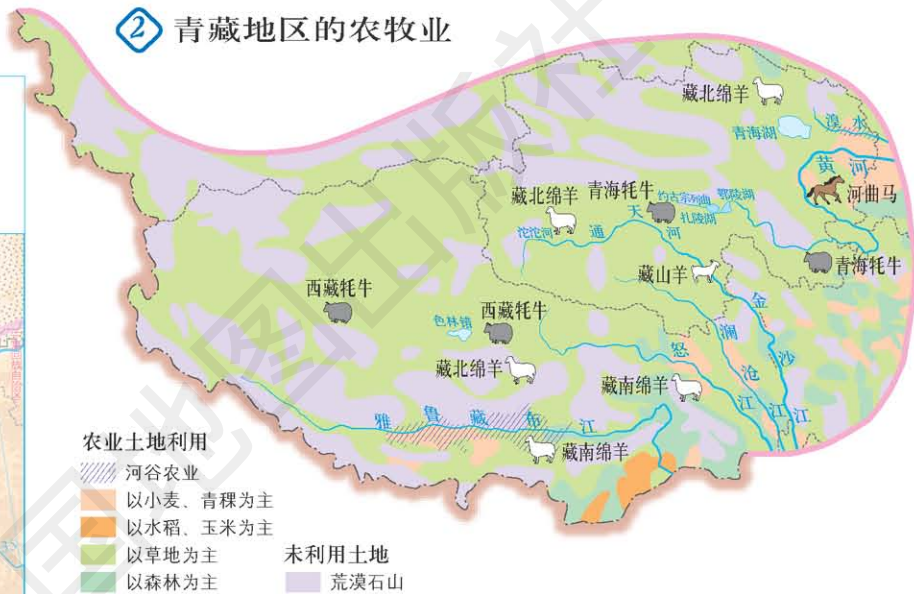 ② 青藏地区的农牧业
藏北绵羊
青海湖
湟水
黄河
河曲马
藏北绵羊
青海牦牛
约古宗列曲
鄂陵湖
扎陵湖
沱沱河
通天河
藏山羊
青海牦牛
西藏牦牛
色林错
西藏牦牛
藏北绵羊
怒江
澜沧江
金沙江
藏南绵羊
雅鲁藏布江
藏南绵羊
农业土地利用
河谷农业
以小麦、青稞为主
以水稻、玉米为主
以草地为主
以森林为主
未利用土地
荒漠石山